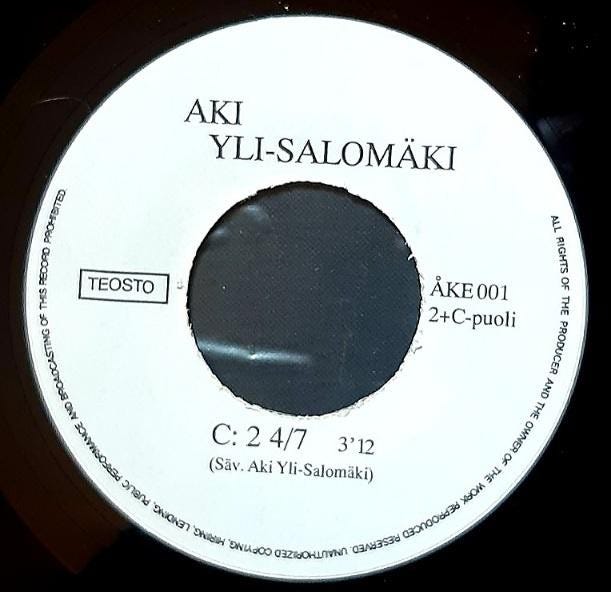 AKI
YLI-SALOMÄKI
TEOSTO
ÅKE 001
2+C-puoli
C: 2 4/7 3'12
(Säv. Aki Yli-Salomäki)
ALL RIGHTS OF THE PRODUCER AND THE OWNER OF THE WORK REPRODUCED RESERVED. UNAUTHORIZED COPYING, HIRING, LENDING, PUBLIC PERFORMANCE AND BROADCASTING OF THIS RECORD PROHIBITED.